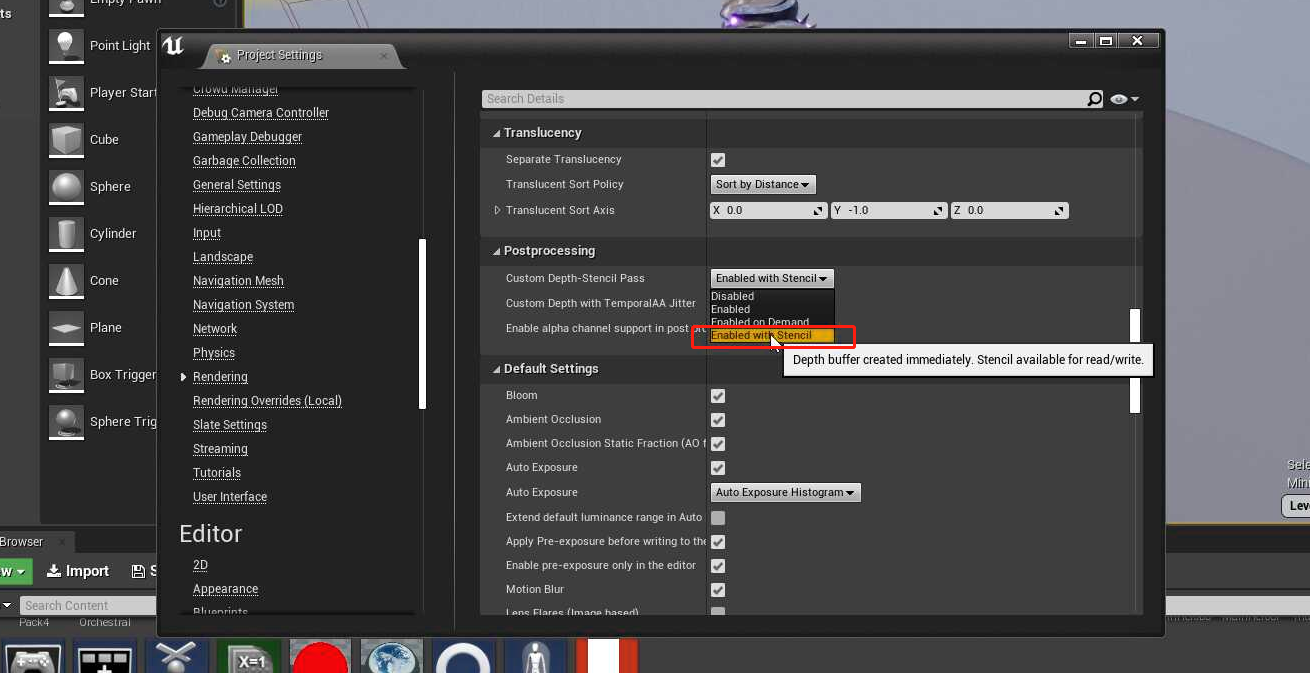 ts
Point Light
Player Start
Cube
Sphere
Cylinder
Cone
Plane
Box Trigger
Sphere Trig
Project Settings
Crowd Manager
Debug Camera Controller
Gameplay Debugger
Garbage Collection
General Settings
Hierarchical LOD
Input
Landscape
Navigation Mesh
Navigation System
Network
Physics
Rendering
Rendering Overrides (Local)
Slate Settings
Streaming
Tutorials
User Interface
Editor
2D
Appearance
Blueprints
Search Details
Translucency
Separate Translucency
Translucent Sort Policy Sort by Distance
Translucent Sort Axis X 0.0 Y -1.0 Z 0.0
Postprocessing
Custom Depth-Stencil Pass Enabled with Stencil
Disabled
Enabled
Custom Depth with TemporalAA Jitter
Enabled on Demand
Enable alpha channel support in post pro
Enabled with Stencil
Depth buffer created immediately. Stencil available for read/write.
Default Settings
Bloom
Ambient Occlusion
Ambient Occlusion Static Fraction (AO f
Auto Exposure
Auto Exposure Auto Exposure Histogram
Extend default luminance range in Auto
Apply Pre-exposure before writing to the
Enable pre-exposure only in the editor
Motion Blur
Lens Flares (Image based)
Sele
Mini
Leve
Browser
w Import S
Search Content
Pack4 Orchestral
X=1